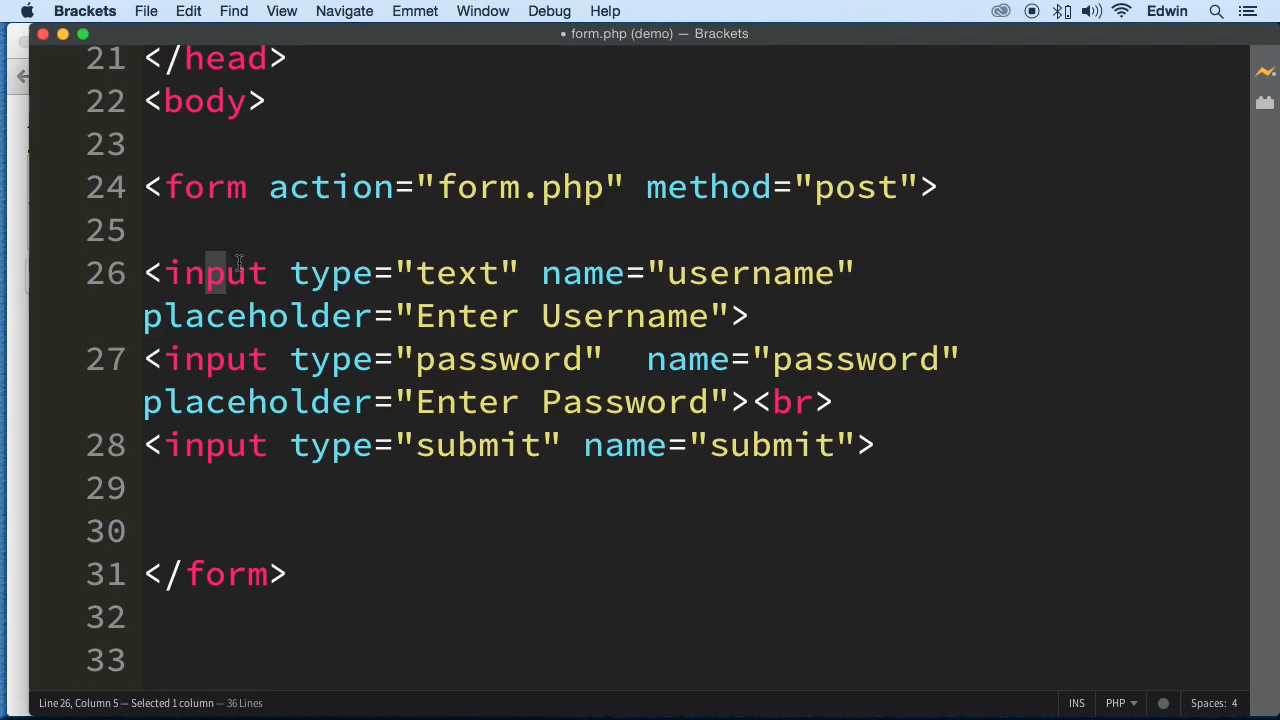 Brackets File Edit Find View Navigate Emmet Window Debug Help Edwin
• form.php (demo) — Brackets
21 </head>
22 <body>
23
24 <form action="form.php" method="post">
25
26 <input type="text" name="username"
placeholder="Enter Username">
27 <input type="password"  name="password"
placeholder="Enter Password"><br>
28 <input type="submit" name="submit">
29
30
31 </form>
32
33
Line 26, Column 5 — Selected 1 column — 36 Lines INS PHP Spaces: 4